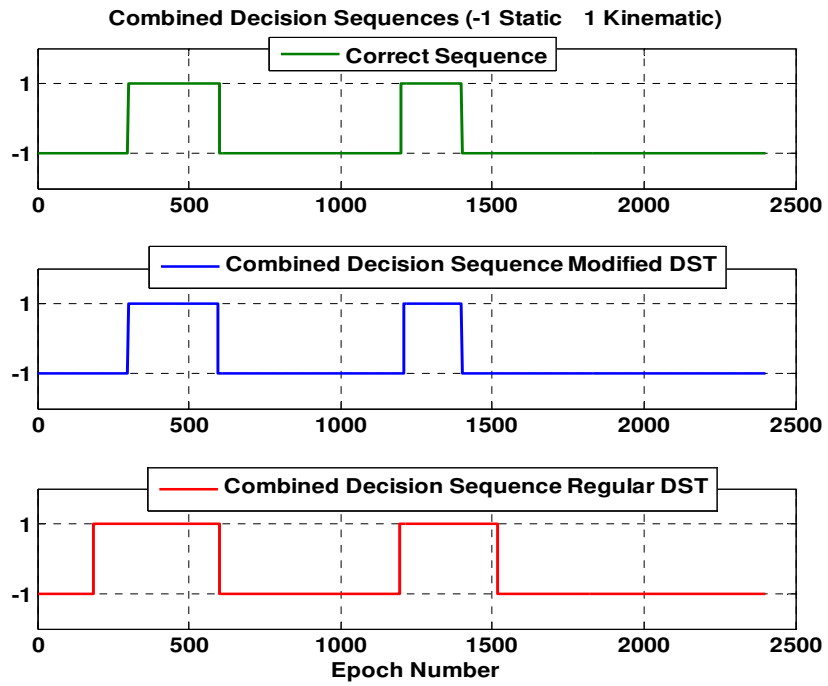 Combined Decision Sequences (-1 Static 1 Kinematic)
Correct Sequence
1
-1
0 500 1000 1500 2000 2500
Combined Decision Sequence Modified DST
1
-1
0 500 1000 1500 2000 2500
Combined Decision Sequence Regular DST
1
-1
0 500 1000 1500 2000 2500
Epoch Number